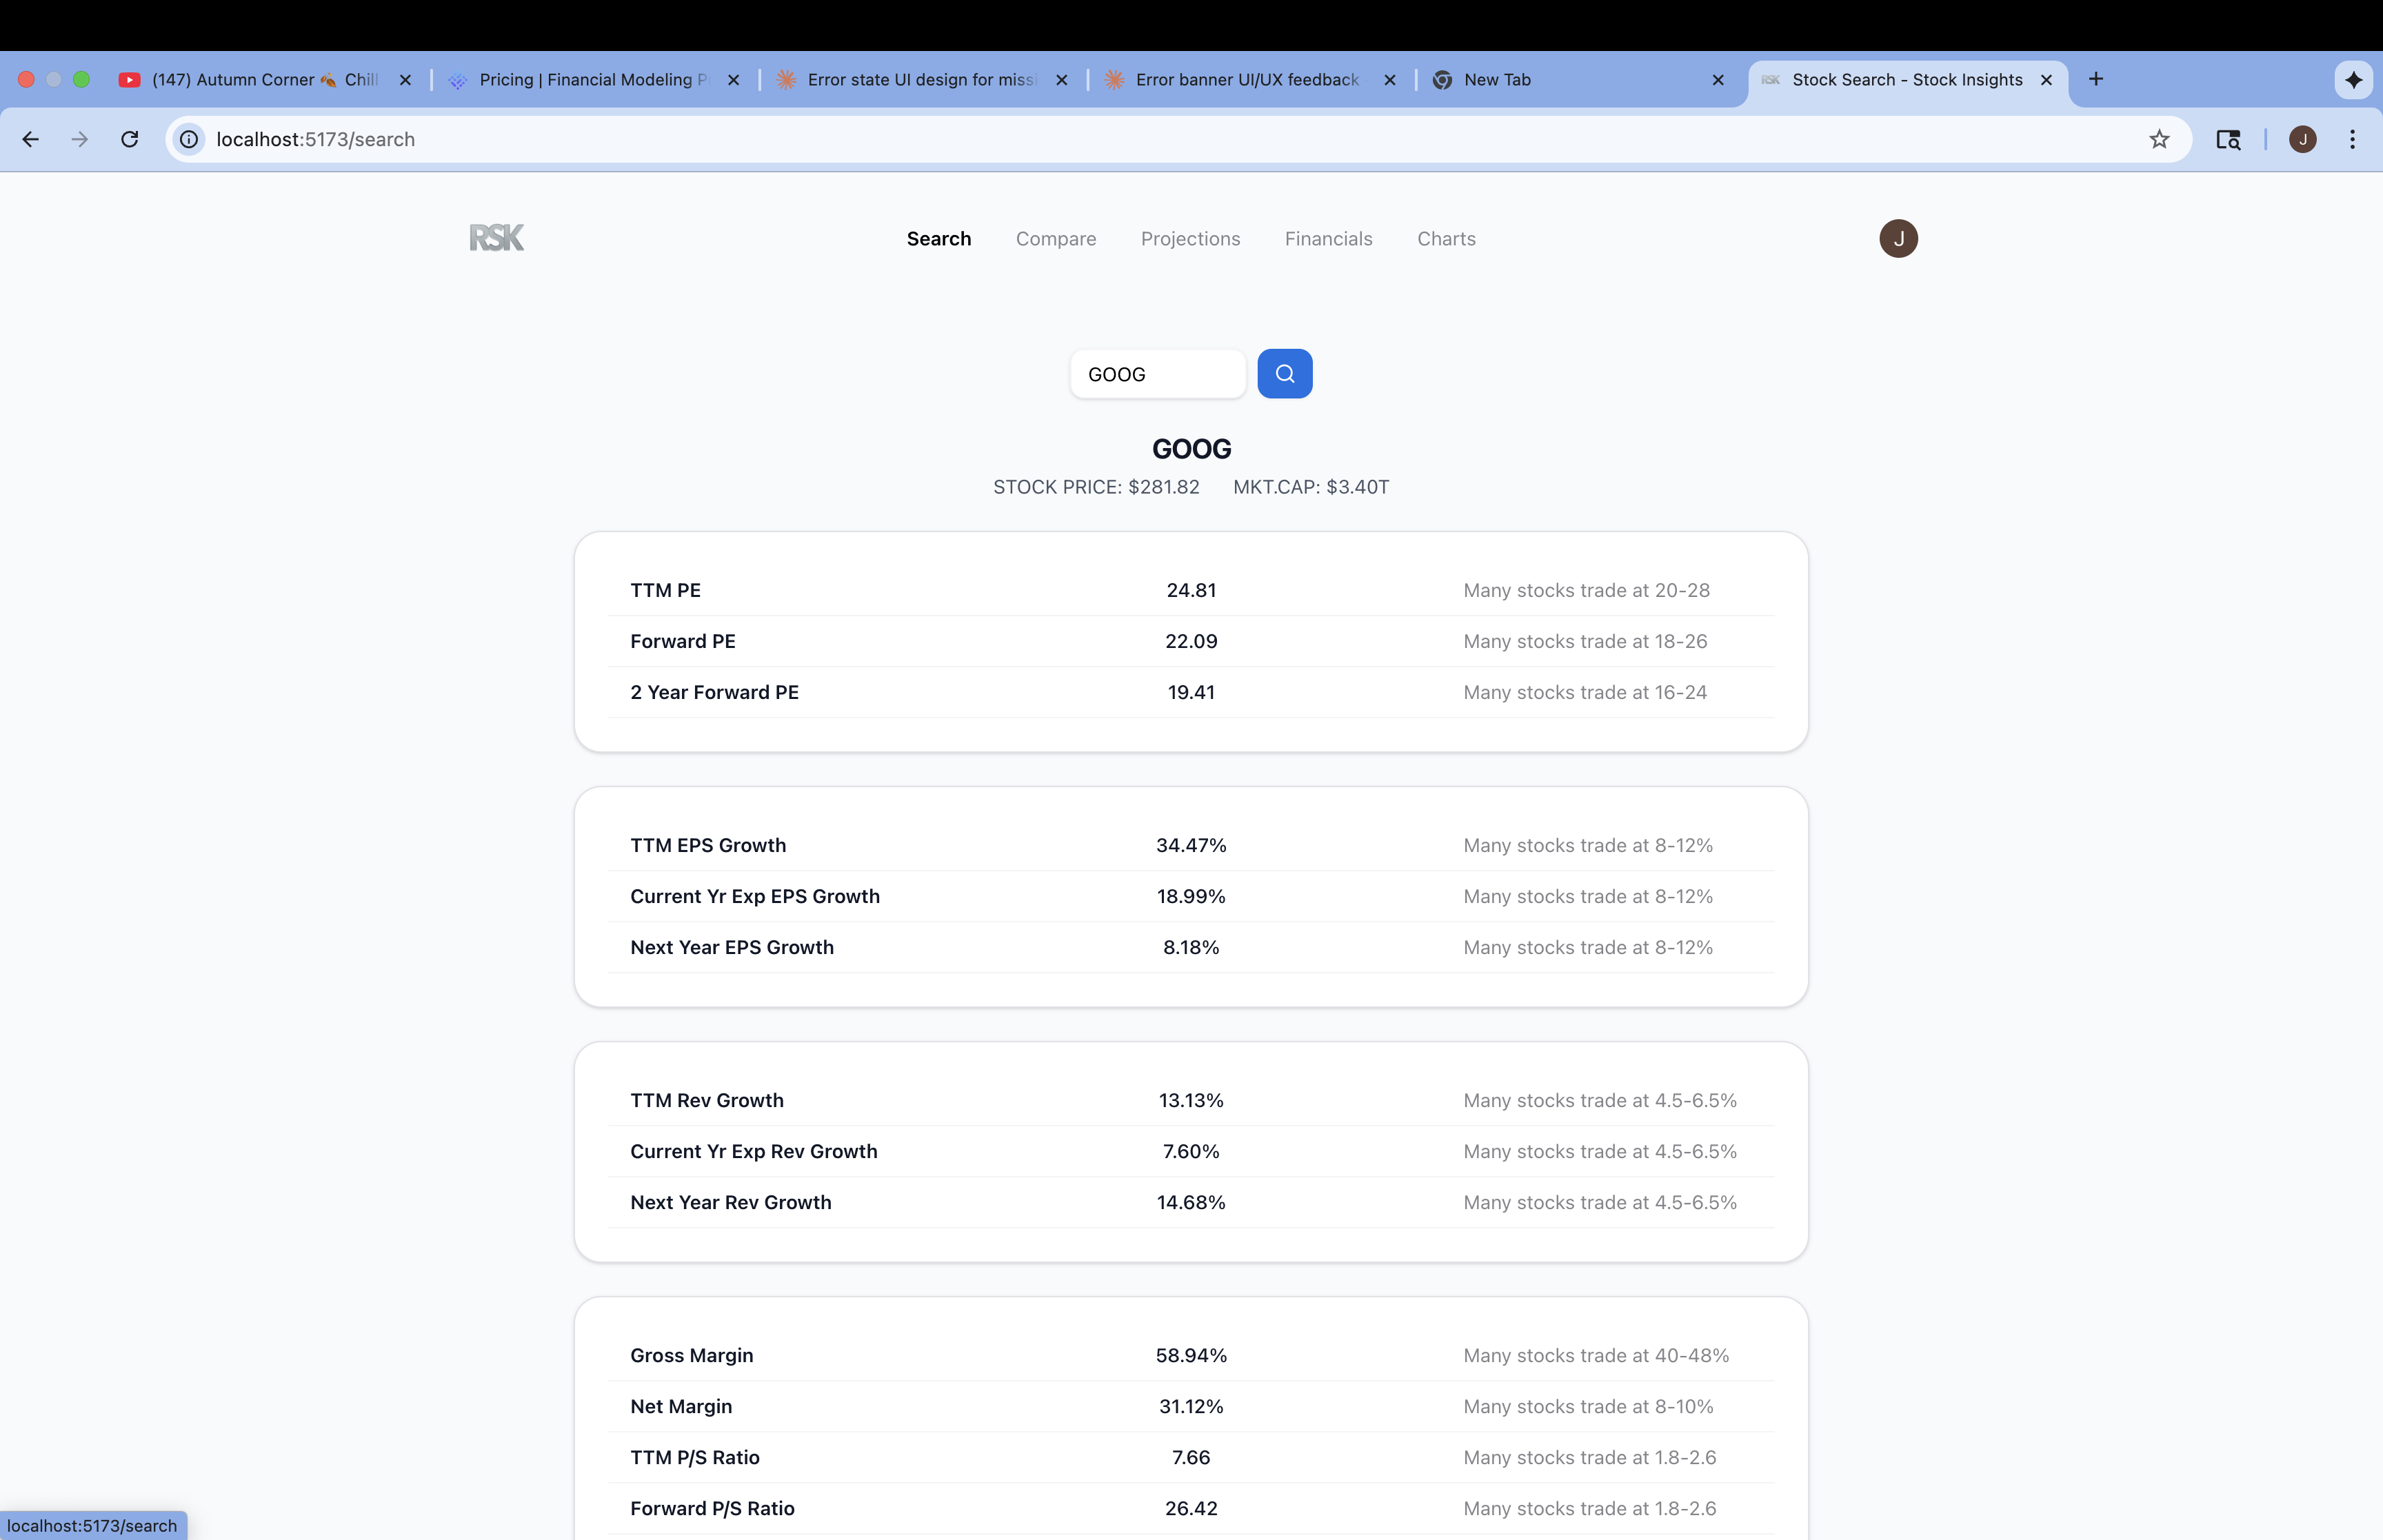 (147) Autumn Corner 🍂 Chill
Pricing | Financial Modeling P
Error state UI design for missi
Error banner UI/UX feedback
New Tab
RSK Stock Search - Stock Insights
localhost:5173/search
J
RSK
Search
Compare
Projections
Financials
Charts
J
GOOG
GOOG
STOCK PRICE: $281.82 MKT.CAP: $3.40T
TTM PE 24.81 Many stocks trade at 20-28
Forward PE 22.09 Many stocks trade at 18-26
2 Year Forward PE 19.41 Many stocks trade at 16-24
TTM EPS Growth 34.47% Many stocks trade at 8-12%
Current Yr Exp EPS Growth 18.99% Many stocks trade at 8-12%
Next Year EPS Growth 8.18% Many stocks trade at 8-12%
TTM Rev Growth 13.13% Many stocks trade at 4.5-6.5%
Current Yr Exp Rev Growth 7.60% Many stocks trade at 4.5-6.5%
Next Year Rev Growth 14.68% Many stocks trade at 4.5-6.5%
Gross Margin 58.94% Many stocks trade at 40-48%
Net Margin 31.12% Many stocks trade at 8-10%
TTM P/S Ratio 7.66 Many stocks trade at 1.8-2.6
Forward P/S Ratio 26.42 Many stocks trade at 1.8-2.6
localhost:5173/search